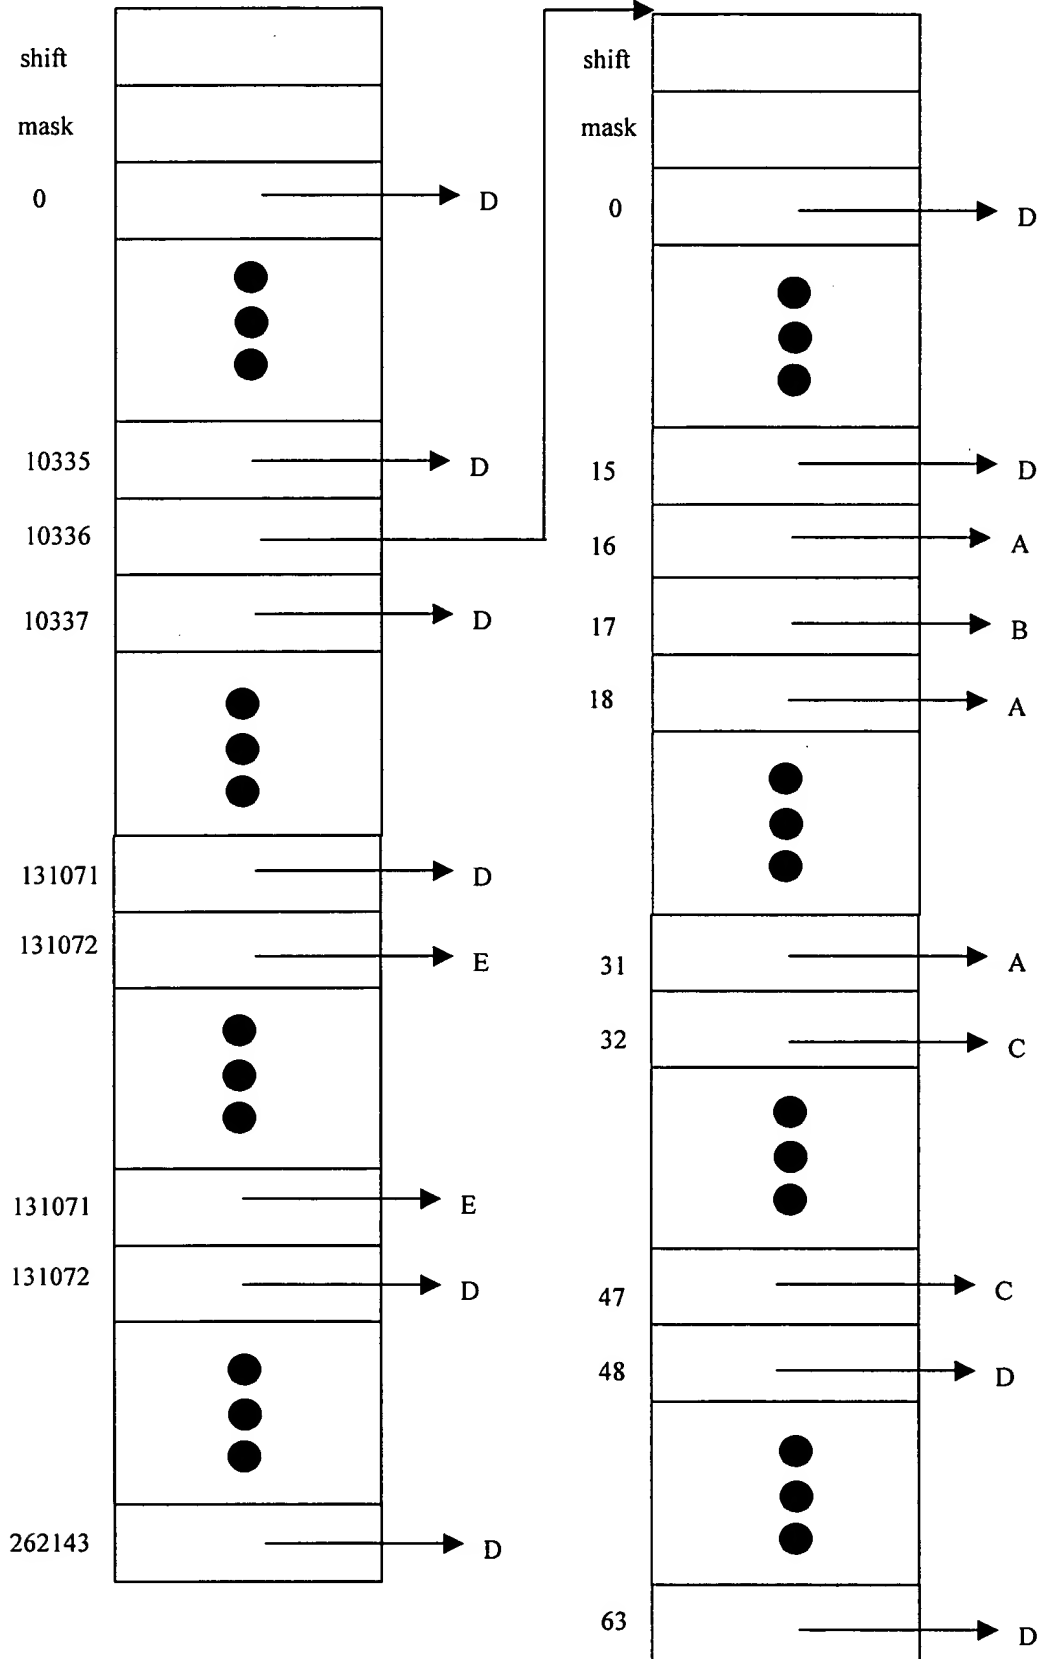 shift
mask
0 D
10335 D
10336
10337 D
131071 D
131072 E
131071 E
131072 D
262143 D
shift
mask
0 D
15 D
16 A
17 B
18 A
31 A
32 C
47 C
48 D
63 D